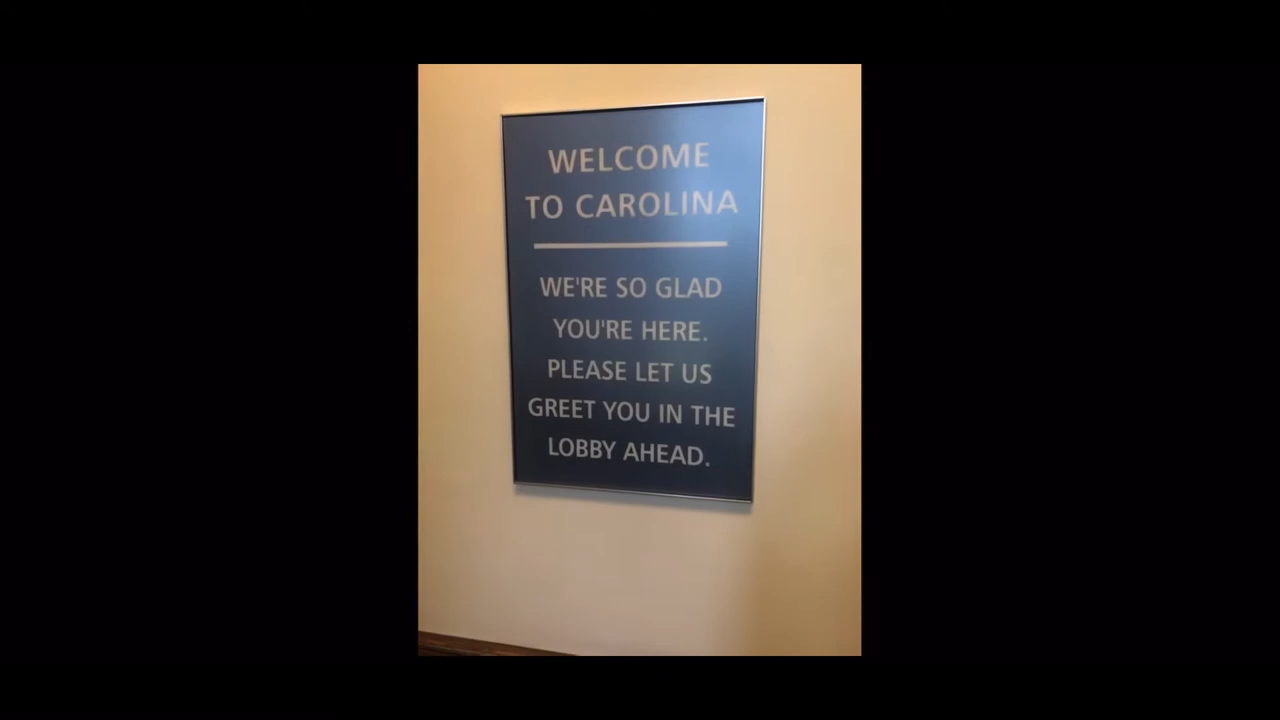 WELCOME
TO CAROLINA
WE'RE SO GLAD
YOU'RE HERE.
PLEASE LET US
GREET YOU IN THE
LOBBY AHEAD.